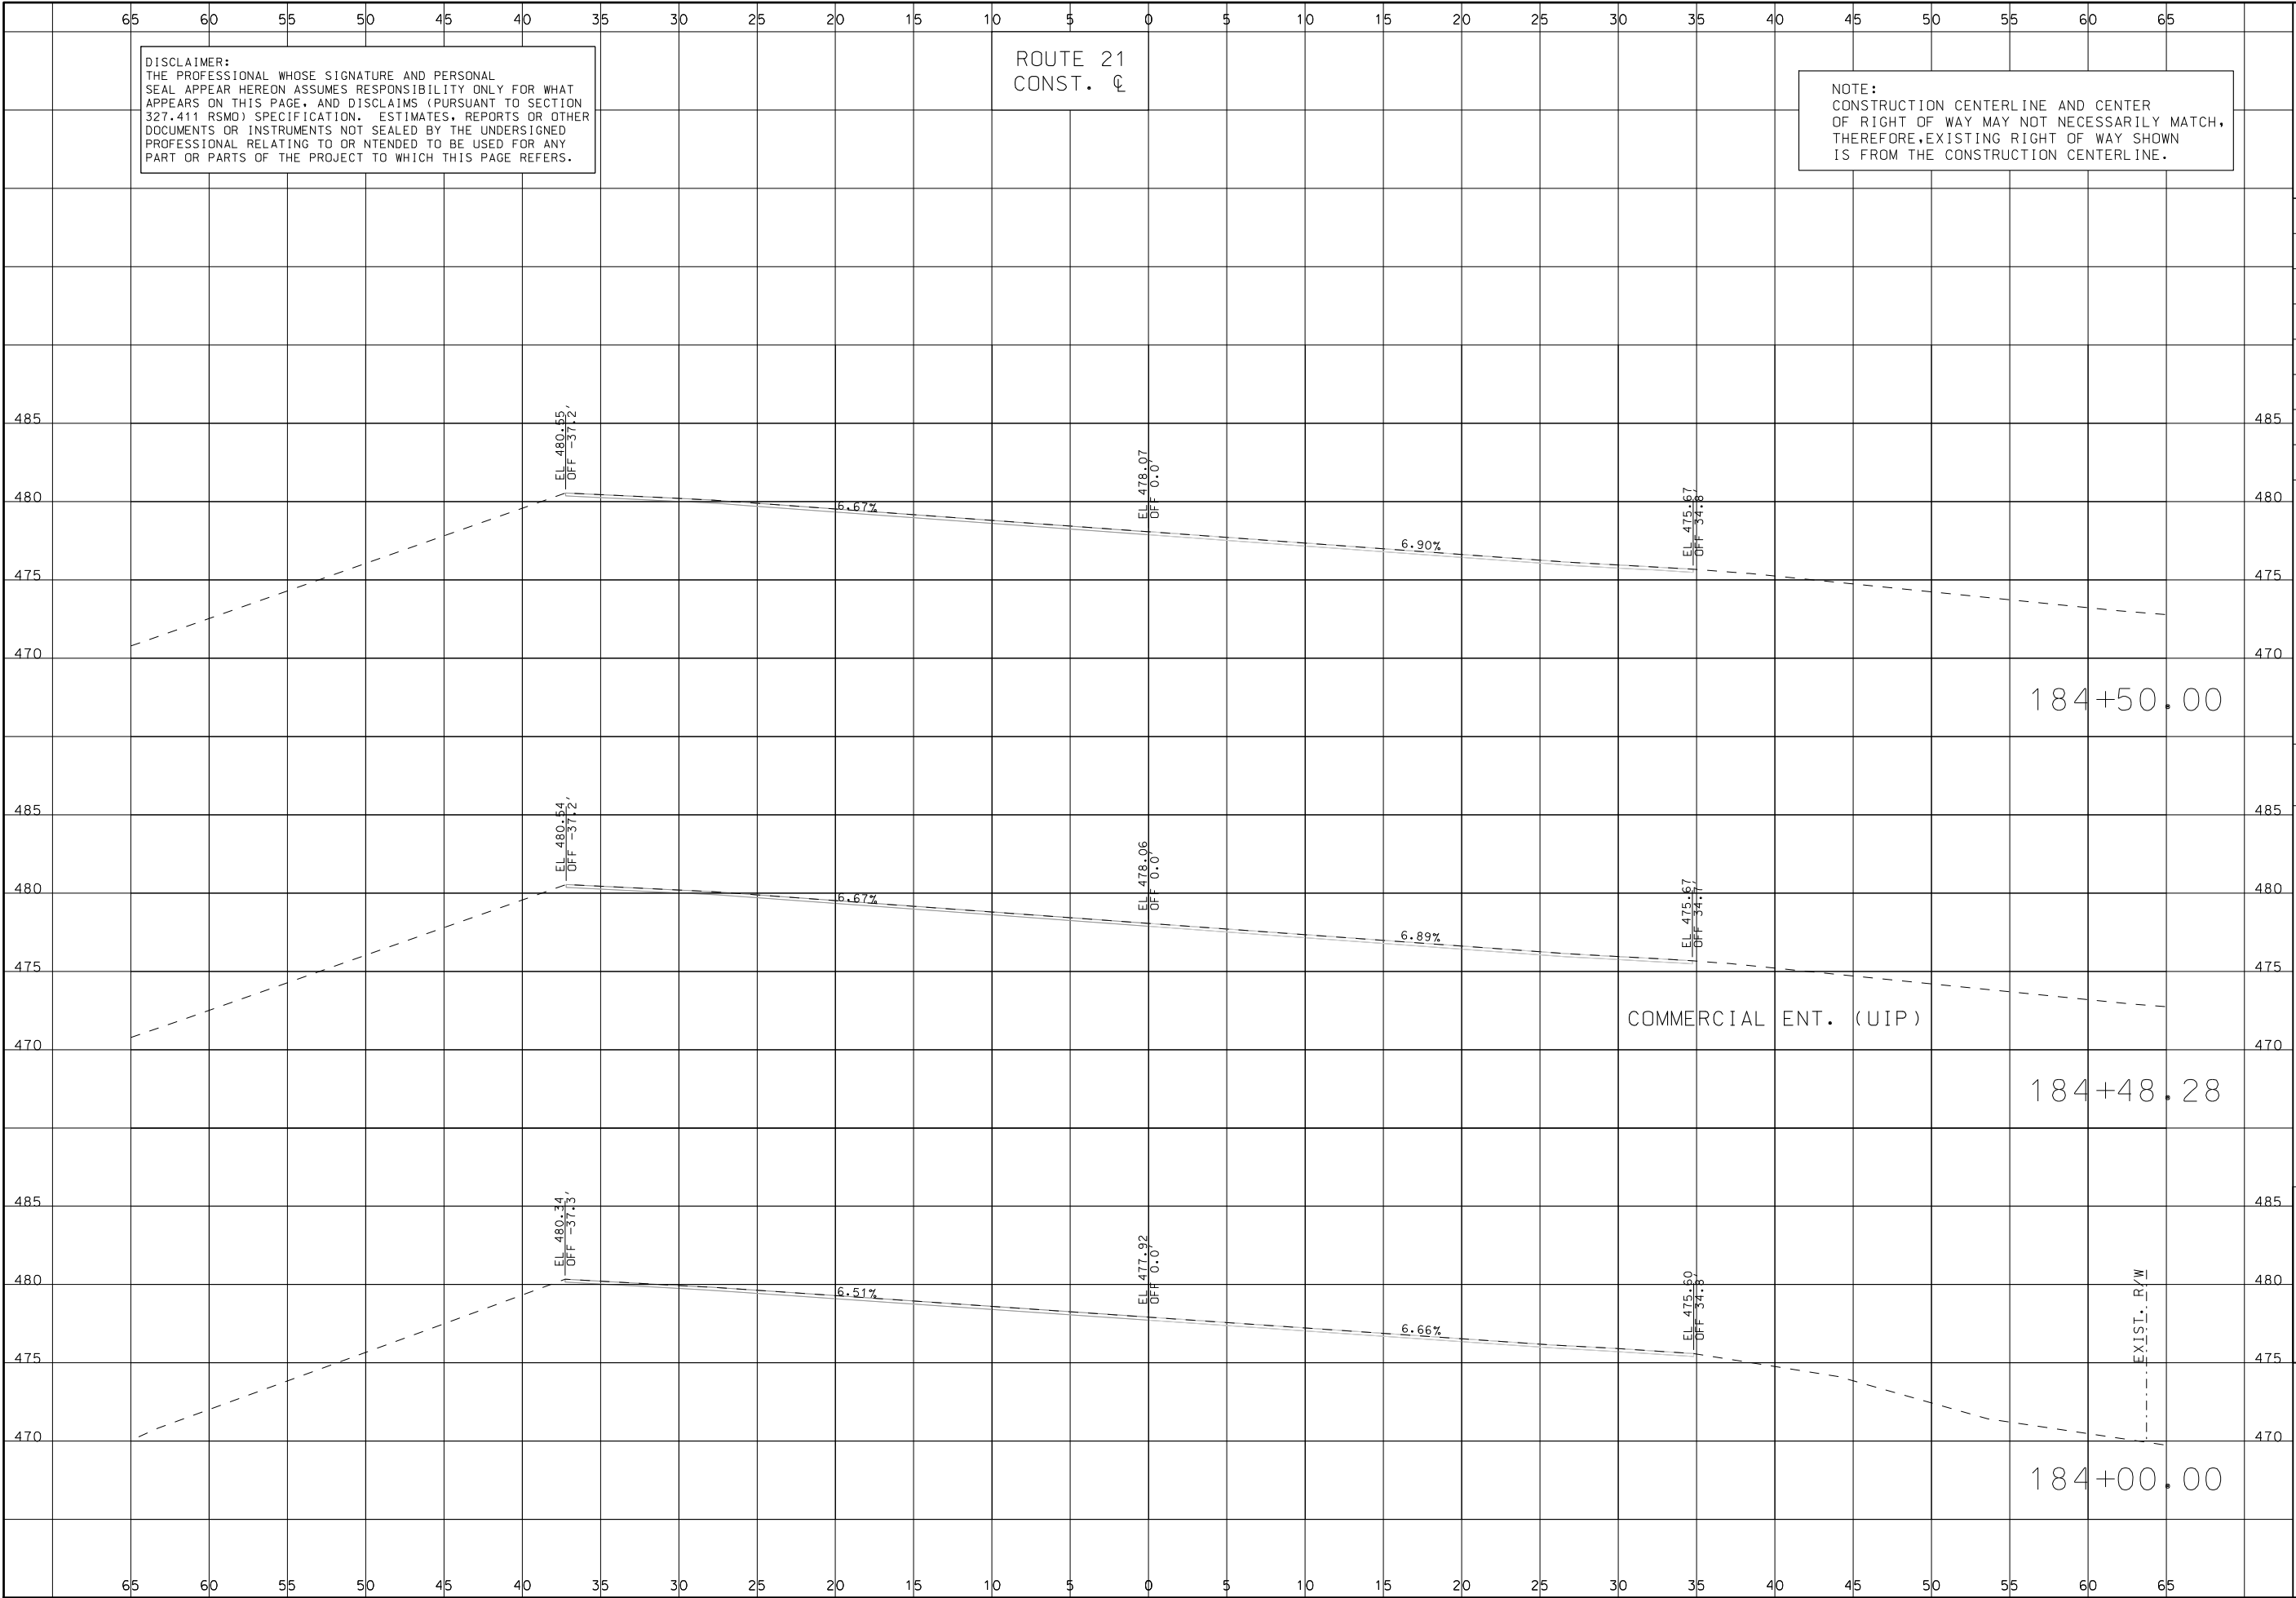 65 60 55 50 45 40 35 30 25 20 15 10 5 0 5 10 15 20 25 30 35 40 45 50 55 60 65
DISCLAIMER:
THE PROFESSIONAL WHOSE SIGNATURE AND PERSONAL
SEAL APPEAR HEREON ASSUMES RESPONSIBILITY ONLY FOR WHAT
APPEARS ON THIS PAGE, AND DISCLAIMS (PURSUANT TO SECTION
327.411 RSMO) SPECIFICATION. ESTIMATES, REPORTS OR OTHER
DOCUMENTS OR INSTRUMENTS NOT SEALED BY THE UNDERSIGNED
PROFESSIONAL RELATING TO OR NTENDED TO BE USED FOR ANY
PART OR PARTS OF THE PROJECT TO WHICH THIS PAGE REFERS.
ROUTE 21
CONST. ℄
NOTE:
CONSTRUCTION CENTERLINE AND CENTER
OF RIGHT OF WAY MAY NOT NECESSARILY MATCH,
THEREFORE,EXISTING RIGHT OF WAY SHOWN
IS FROM THE CONSTRUCTION CENTERLINE.
485 485
EL 480.55
OFF -37.2'
EL 478.07
OFF 0.0'
EL 475.67
OFF 34.8'
480 480
6.67%
6.90%
475 475
470 470
184+50.00
485 485
EL 480.54
OFF -37.2'
EL 478.06
OFF 0.0'
EL 475.67
OFF 34.7'
480 480
6.67%
6.89%
475 475
COMMERCIAL ENT. (UIP)
470 470
184+48.28
485 485
EL 480.34
OFF -37.3'
EL 477.92
OFF 0.0'
EL 475.60
OFF 34.8'
EXIST. R/W
480 480
6.51%
6.66%
475 475
470 470
184+00.00
65 60 55 50 45 40 35 30 25 20 15 10 5 0 5 10 15 20 25 30 35 40 45 50 55 60 65